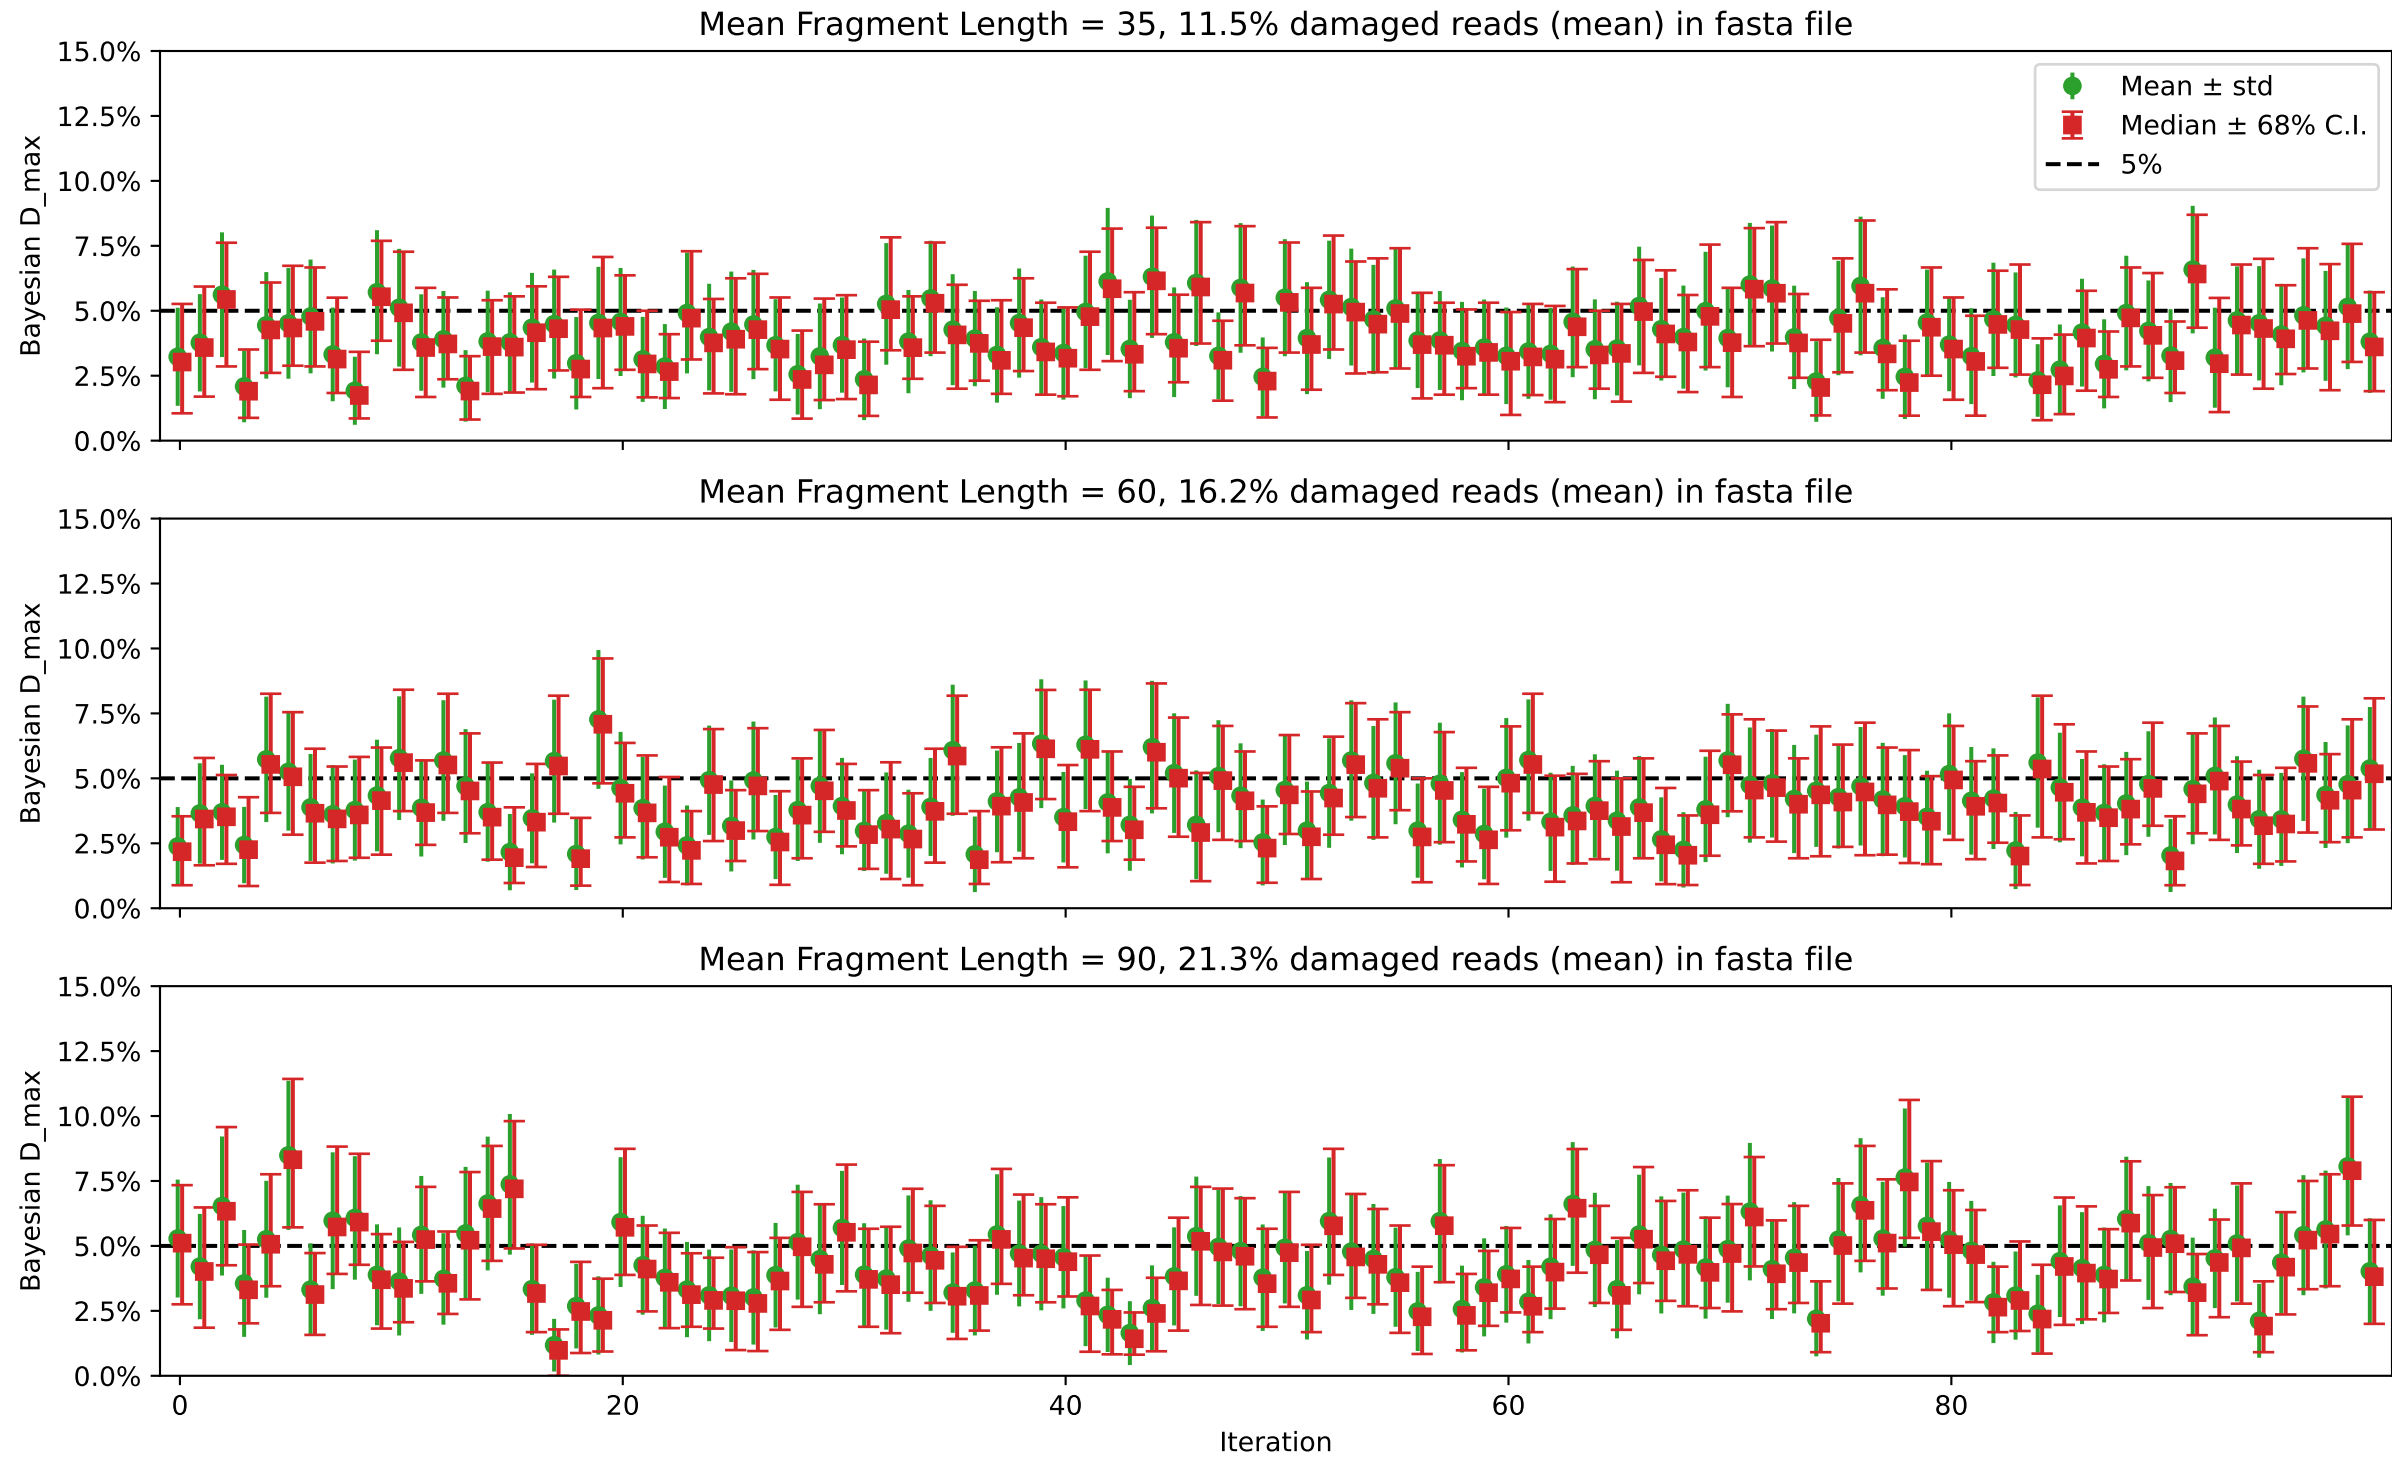 Mean Fragment Length = 35, 11.5% damaged reads (mean) in fasta file
15.0%
12.5%
10.0%
7.5%
5.0%
2.5%
0.0%
Bayesian D_max
Mean ± std
Median ± 68% C.I.
5%
Mean Fragment Length = 60, 16.2% damaged reads (mean) in fasta file
15.0%
12.5%
10.0%
7.5%
5.0%
2.5%
0.0%
Bayesian D_max
Mean Fragment Length = 90, 21.3% damaged reads (mean) in fasta file
15.0%
12.5%
10.0%
7.5%
5.0%
2.5%
0.0%
Bayesian D_max
0 20 40 60 80
Iteration